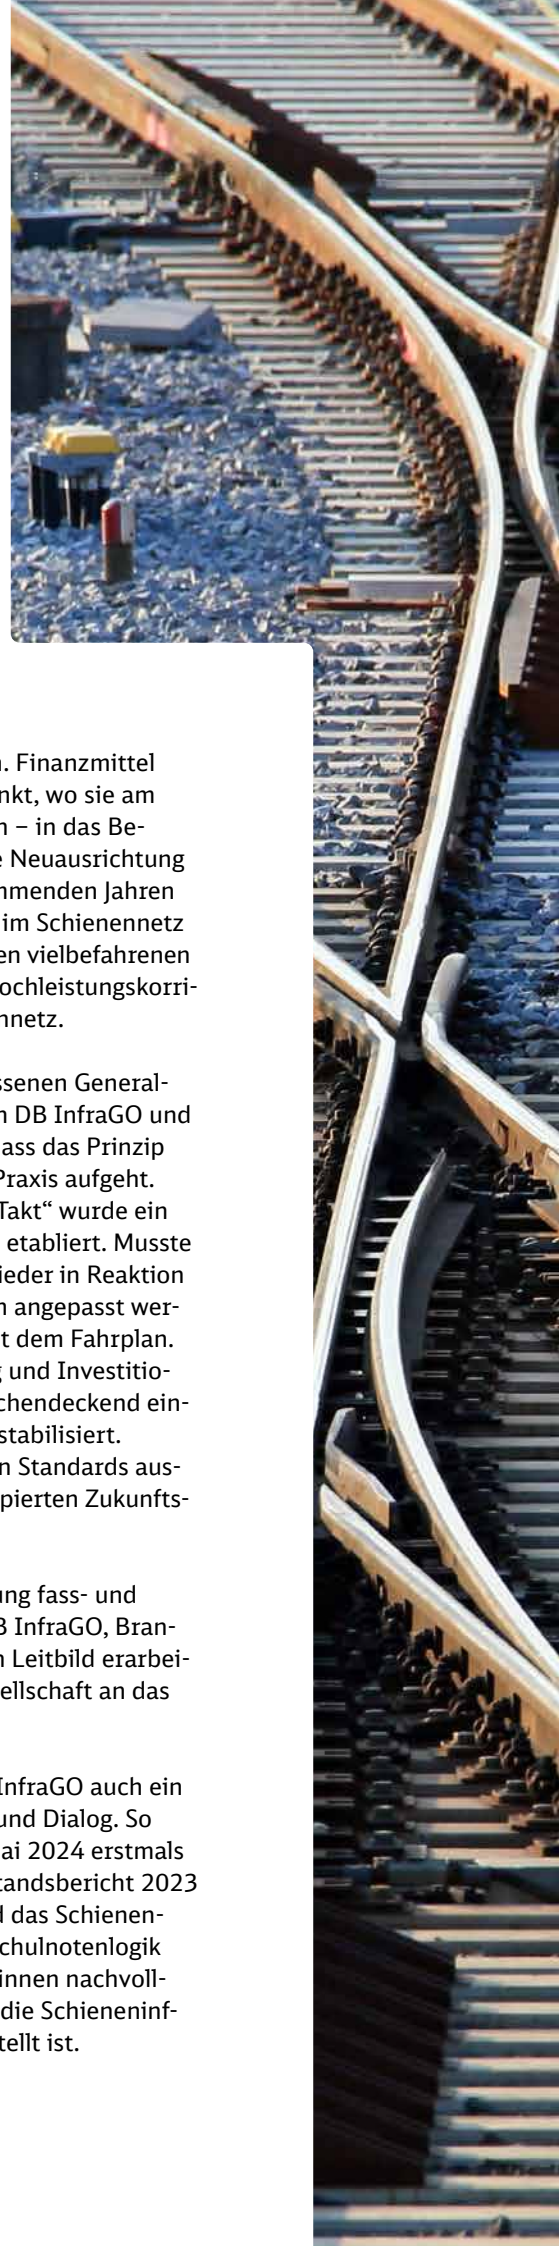 . Finanzmittel
nkt, wo sie am
n – in das Be-
e Neuausrichtung
mmenden Jahren
im Schienennetz
en vielbefahrenen
ochleistungskorri-
nnetz.
ssenen General-
n DB InfraGO und
ass das Prinzip
Praxis aufgeht.
Takt“ wurde ein
etabliert. Musste
ieder in Reaktion
n angepasst wer-
t dem Fahrplan.
g und Investitio-
chendeckend ein-
stabilisiert.
n Standards aus-
pierten Zukunfts-
ung fass- und
B InfraGO, Bran-
n Leitbild erarbei-
ellschaft an das
InfraGO auch ein
und Dialog. So
ai 2024 erstmals
tandsbericht 2023
d das Schienen-
chulnotenlogik
innen nachvoll-
die Schieneninf-
tellt ist.